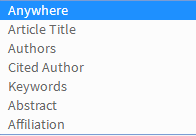 Anywhere
Article Title
Authors
Cited Author
Keywords
Abstract
Affiliation